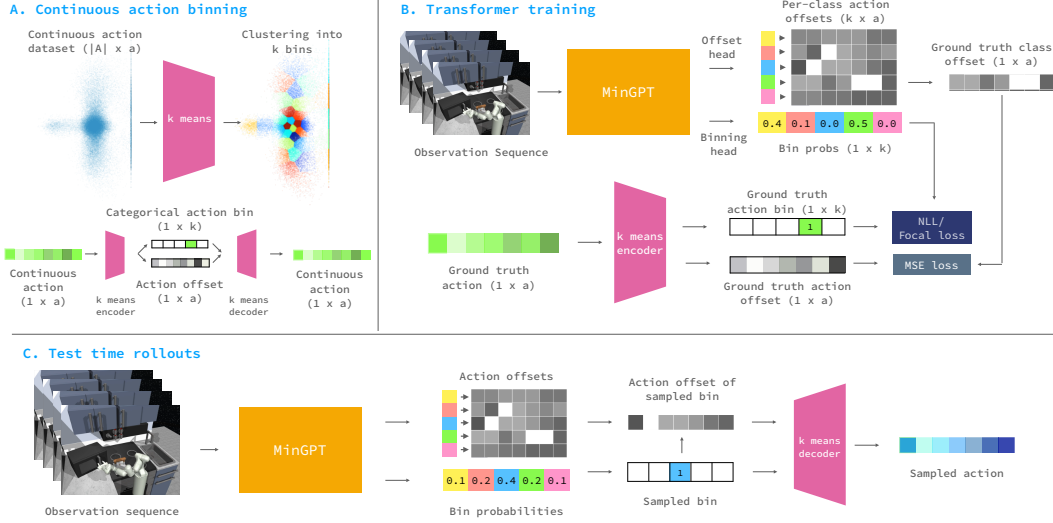 A. Continuous action binning
Continuous action
dataset (|A| x a)
k means
Clustering into
k bins
Categorical action bin
(1 x k)
Continuous
action
(1 x a)
k means
encoder
Action offset
(1 x a)
k means
decoder
Continuous
action
(1 x a)
B. Transformer training
Observation Sequence
MinGPT
Offset
head
Binning
head
Per-class action
offsets (k x a)
0.4 0.1 0.0 0.5 0.0
Bin probs (1 x k)
Ground truth class
offset (1 x a)
Ground truth
action (1 x a)
k means
encoder
Ground truth
action bin (1 x k)
1
Ground truth action
offset (1 x a)
NLL/
Focal loss
MSE loss
C. Test time rollouts
Observation sequence
MinGPT
Action offsets
0.1 0.2 0.4 0.2 0.1
Bin probabilities
Action offset of
sampled bin
1
Sampled bin
k means
decoder
Sampled action